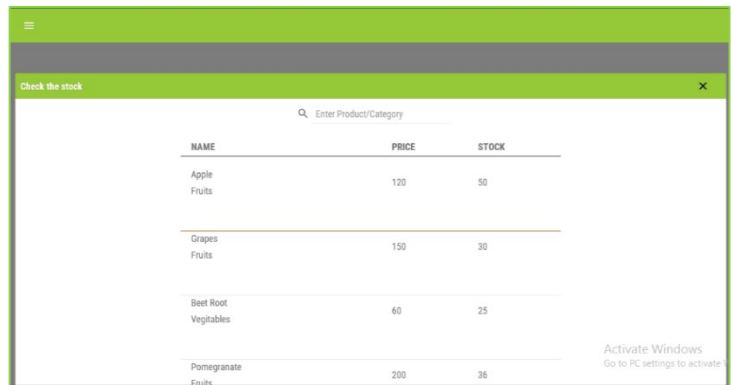 Check the stock
Enter Product/Category
NAME PRICE STOCK
Apple
Fruits
120 50
Grapes
Fruits
150 30
Beet Root
Vegitables
60 25
Pomegranate
Fruits
200 36
Activate Windows
Go to PC settings to activate